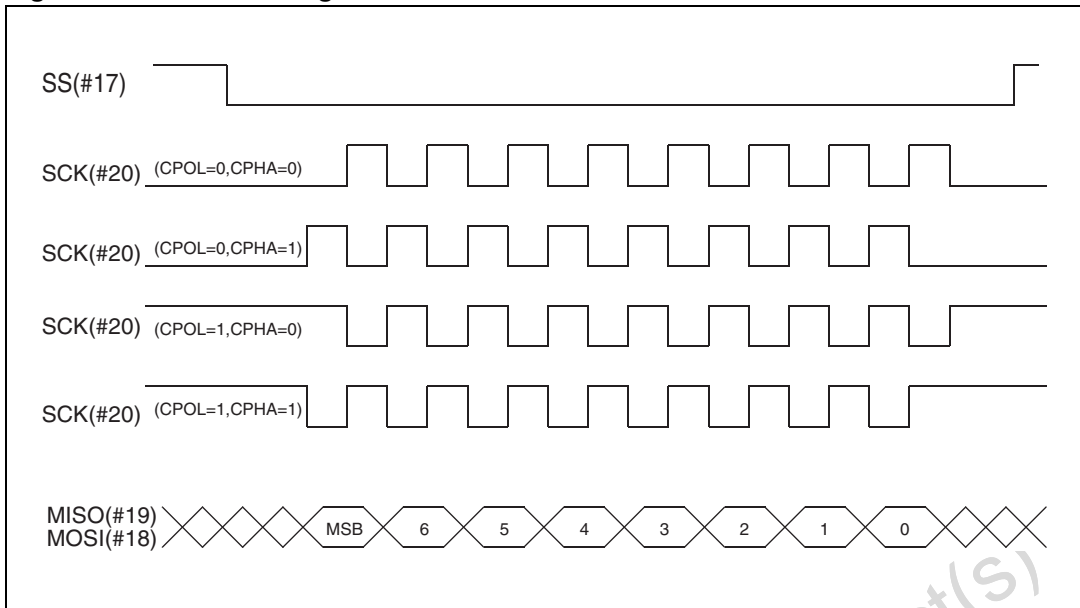 SS(#17)
SCK(#20) (CPOL=0,CPHA=0)
SCK(#20) (CPOL=0,CPHA=1)
SCK(#20) (CPOL=1,CPHA=0)
SCK(#20) (CPOL=1,CPHA=1)
MISO(#19)
MOSI(#18)
MSB 6 5 4 3 2 1 0